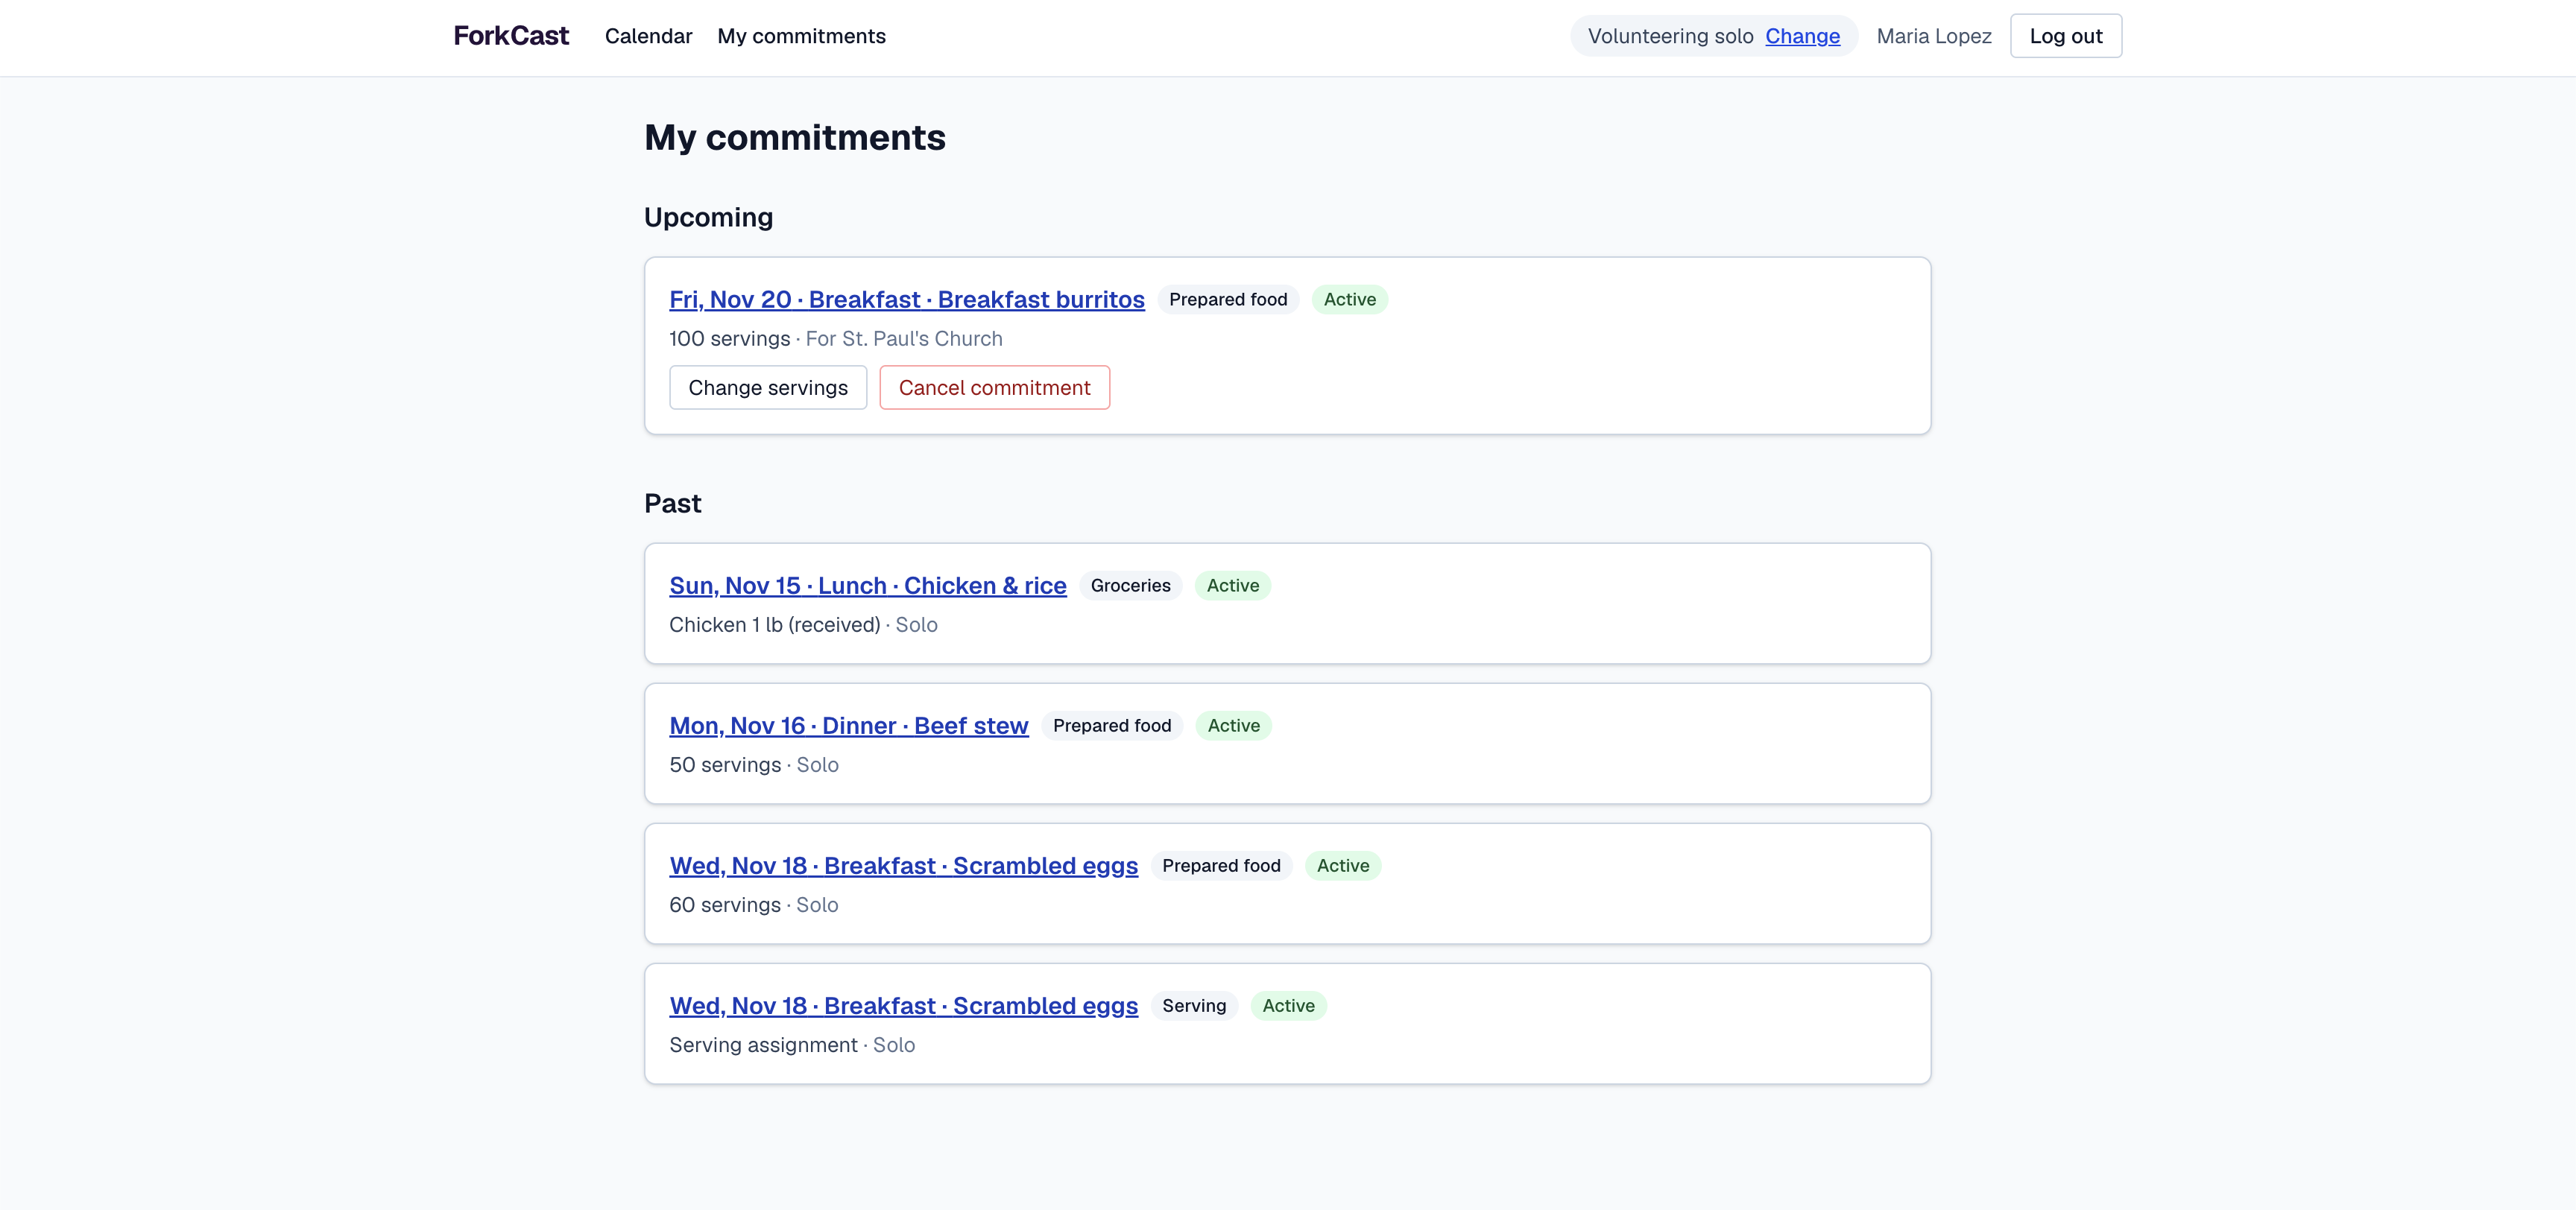 ForkCast Calendar My commitments Volunteering solo Change Maria Lopez Log out
My commitments
Upcoming
Fri, Nov 20 · Breakfast · Breakfast burritos Prepared food Active
100 servings · For St. Paul's Church
Change servings Cancel commitment
Past
Sun, Nov 15 · Lunch · Chicken & rice Groceries Active
Chicken 1 lb (received) · Solo
Mon, Nov 16 · Dinner · Beef stew Prepared food Active
50 servings · Solo
Wed, Nov 18 · Breakfast · Scrambled eggs Prepared food Active
60 servings · Solo
Wed, Nov 18 · Breakfast · Scrambled eggs Serving Active
Serving assignment · Solo